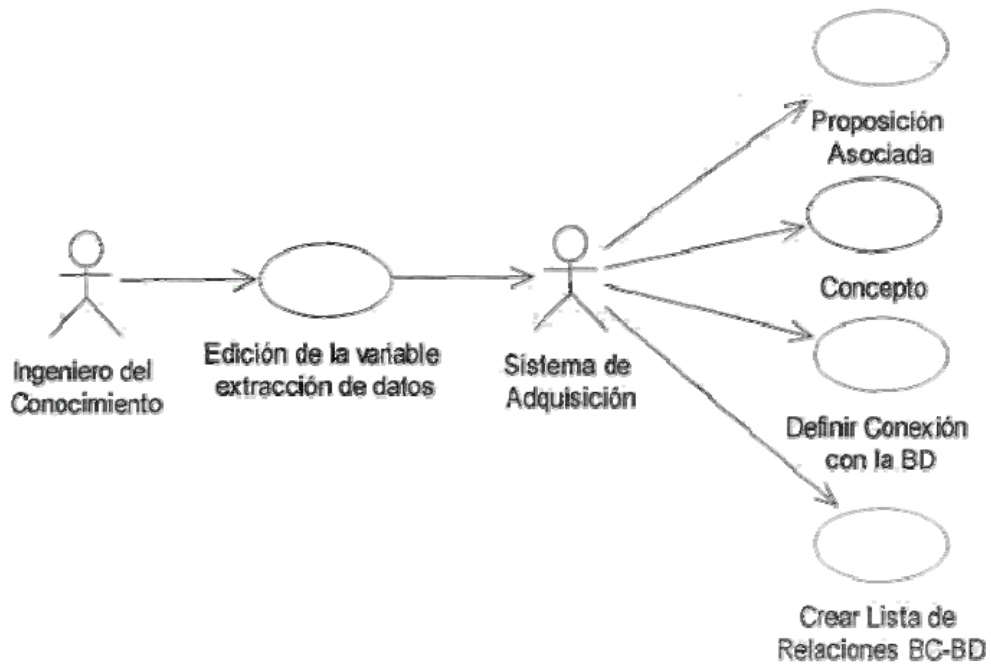 Proposición
Asociada
Concepto
Ingeniero del
Conocimiento
Edición de la variable
extracción de datos
Sistema de
Adquisición
Definir Conexión
con la BD
Crear Lista de
Relaciones BC-BD